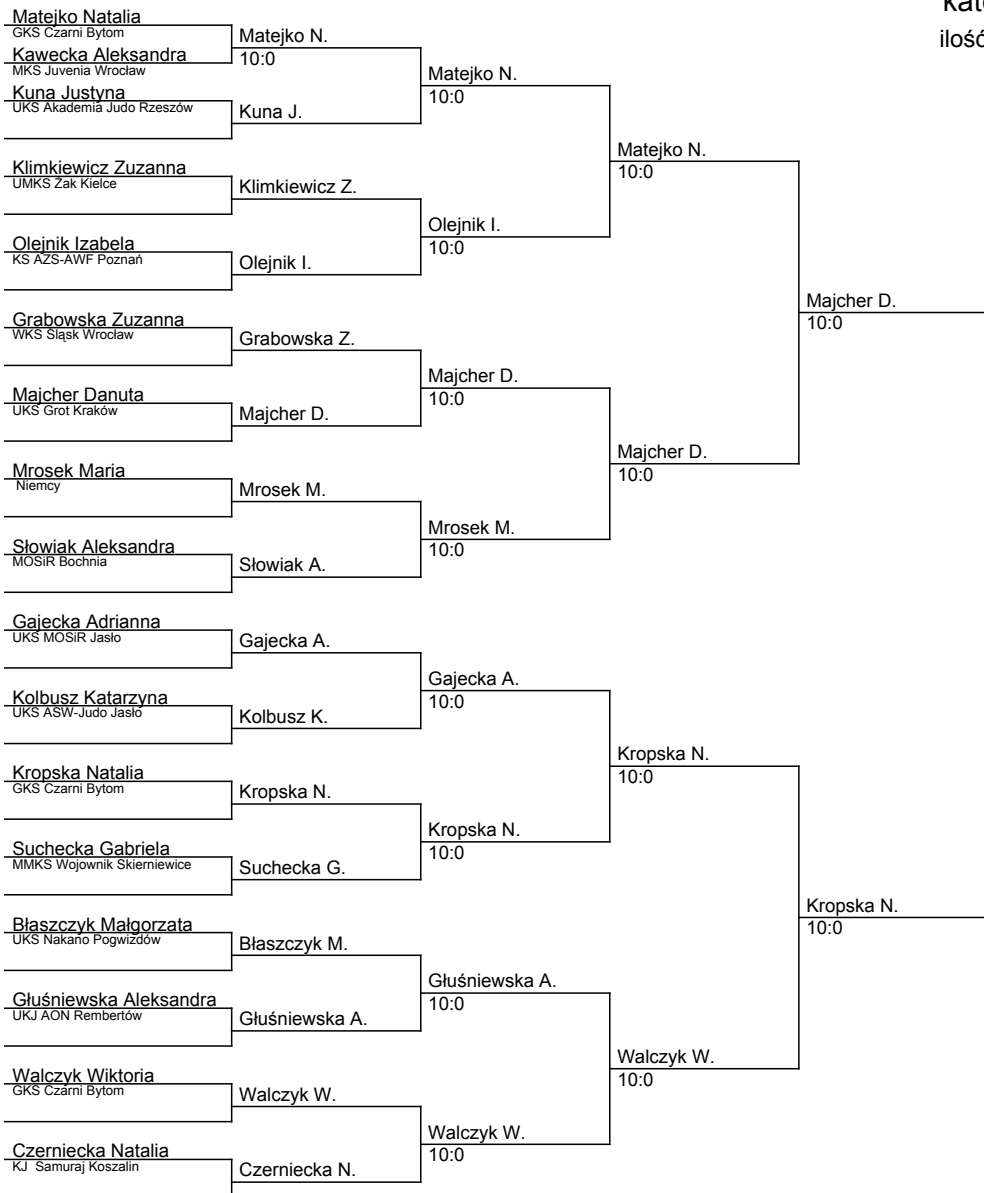 kate
ilość
Matejko Natalia
GKS Czarni Bytom
Kawecka Aleksandra
MKS Juvenia Wrocław
Kuna Justyna
UKS Akademia Judo Rzeszów
Klimkiewicz Zuzanna
UMKS Żak Kielce
Olejnik Izabela
KS AZS-AWF Poznań
Grabowska Zuzanna
WKS Śląsk Wrocław
Majcher Danuta
UKS Grot Kraków
Mrosek Maria
Niemcy
Słowiak Aleksandra
MOSiR Bochnia
Gajecka Adrianna
UKS MOSiR Jasło
Kolbusz Katarzyna
UKS ASW-Judo Jasło
Kropska Natalia
GKS Czarni Bytom
Suchecka Gabriela
MMKS Wojownik Skierniewice
Błaszczyk Małgorzata
UKS Nakano Pogwizdów
Głuśniewska Aleksandra
UKJ AON Rembertów
Walczyk Wiktoria
GKS Czarni Bytom
Czerniecka Natalia
KJ Samuraj Koszalin
Matejko N.
10:0
Kuna J.
Klimkiewicz Z.
Olejnik I.
Grabowska Z.
Majcher D.
Mrosek M.
Słowiak A.
Gajecka A.
Kolbusz K.
Kropska N.
Suchecka G.
Błaszczyk M.
Głuśniewska A.
Walczyk W.
Czerniecka N.
Matejko N.
10:0
Olejnik I.
10:0
Majcher D.
10:0
Mrosek M.
10:0
Gajecka A.
10:0
Kropska N.
10:0
Głuśniewska A.
10:0
Walczyk W.
10:0
Matejko N.
10:0
Majcher D.
10:0
Kropska N.
10:0
Walczyk W.
10:0
Majcher D.
10:0
Kropska N.
10:0